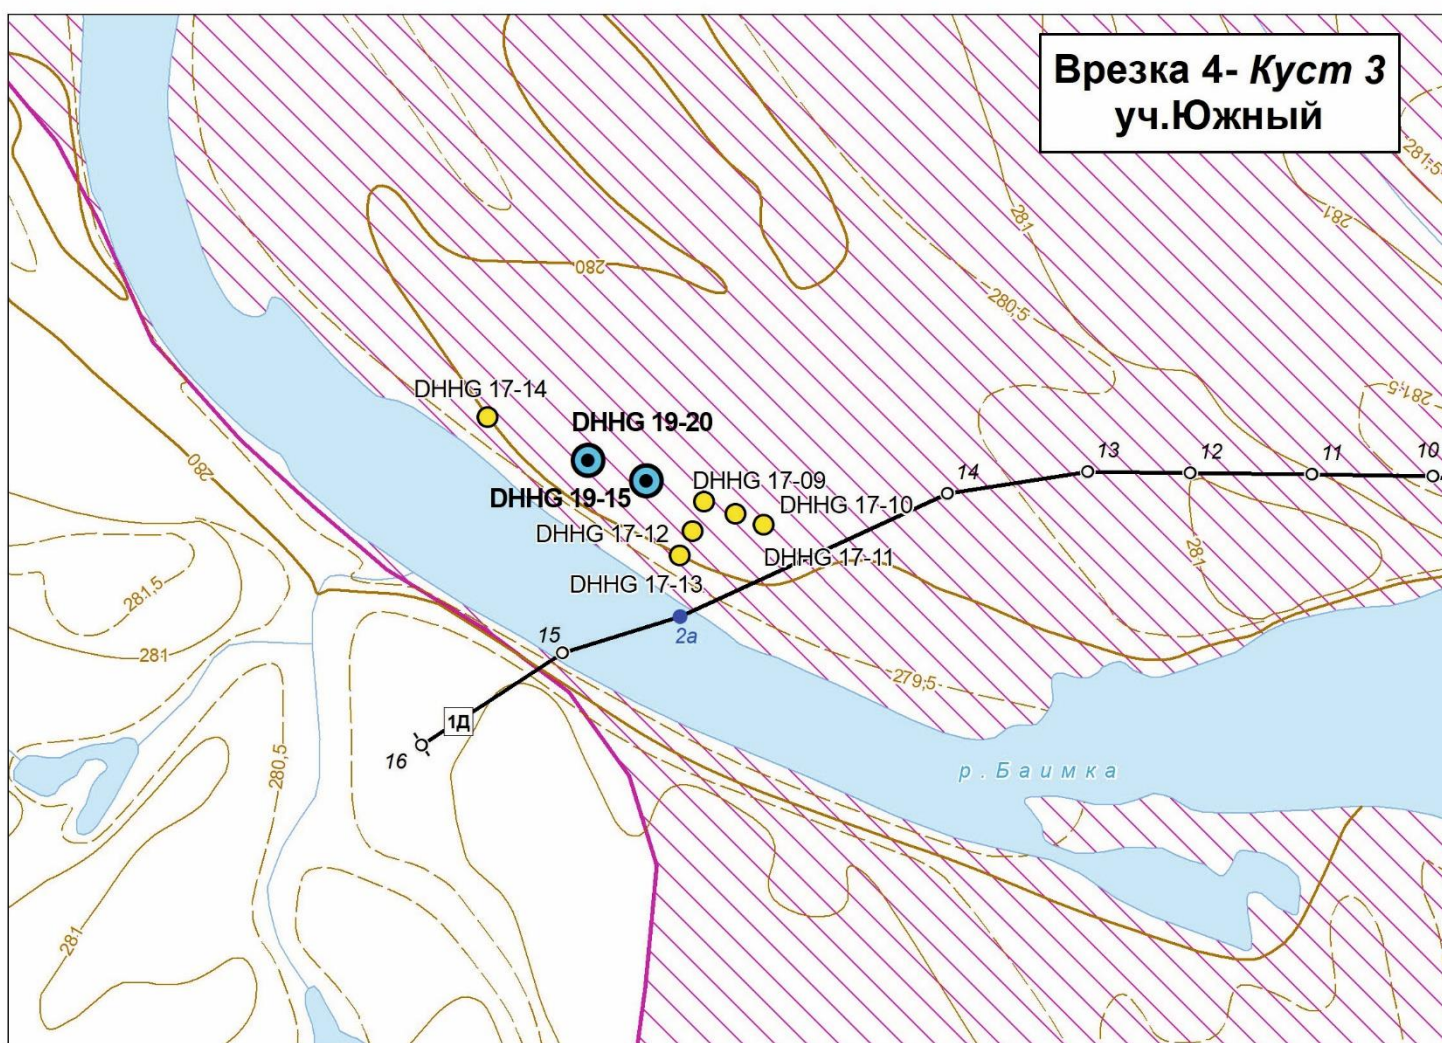 Врезка 4- Куст 3
уч.Южный
281,5
281
281
280,5
280
281,5
DHHG 17-14
DHHG 19-20
DHHG 19-15
DHHG 17-09
DHHG 17-10
DHHG 17-11
DHHG 17-12
DHHG 17-13
10
11
12
13
14
2а
15
1Д
16
280
281,5
281
281
280,5
281
279,5
р. Баимка